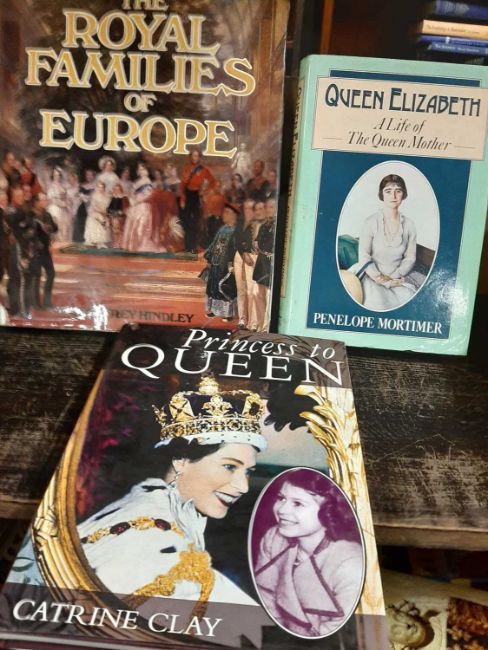 THE
ROYAL
FAMILIES
OF
EUROPE
REY HINDLEY
QUEEN ELIZABETH
A Life of
The Queen Mother
PENELOPE MORTIMER
Princess to
QUEEN
CATRINE CLAY